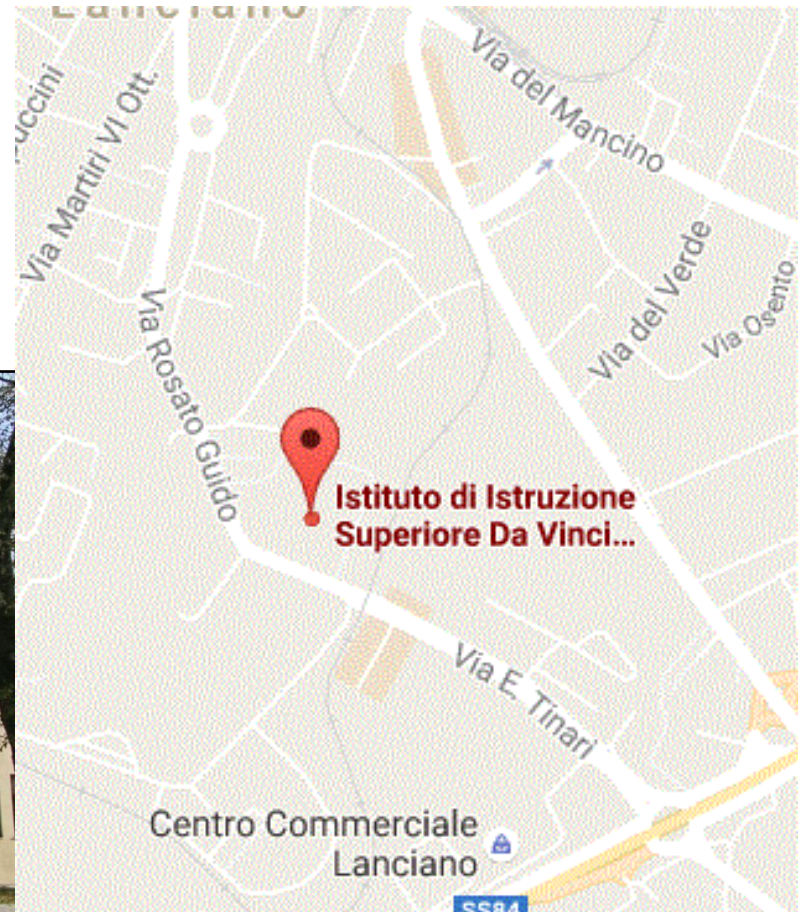 Lanciano
Via del Mancino
Via Martiri VI Ott.
Via del Verde
Via Osento
Via Rosato Guido
Istituto di Istruzione
Superiore Da Vinci...
Via E. Tinari
Centro Commerciale
Lanciano
SS84